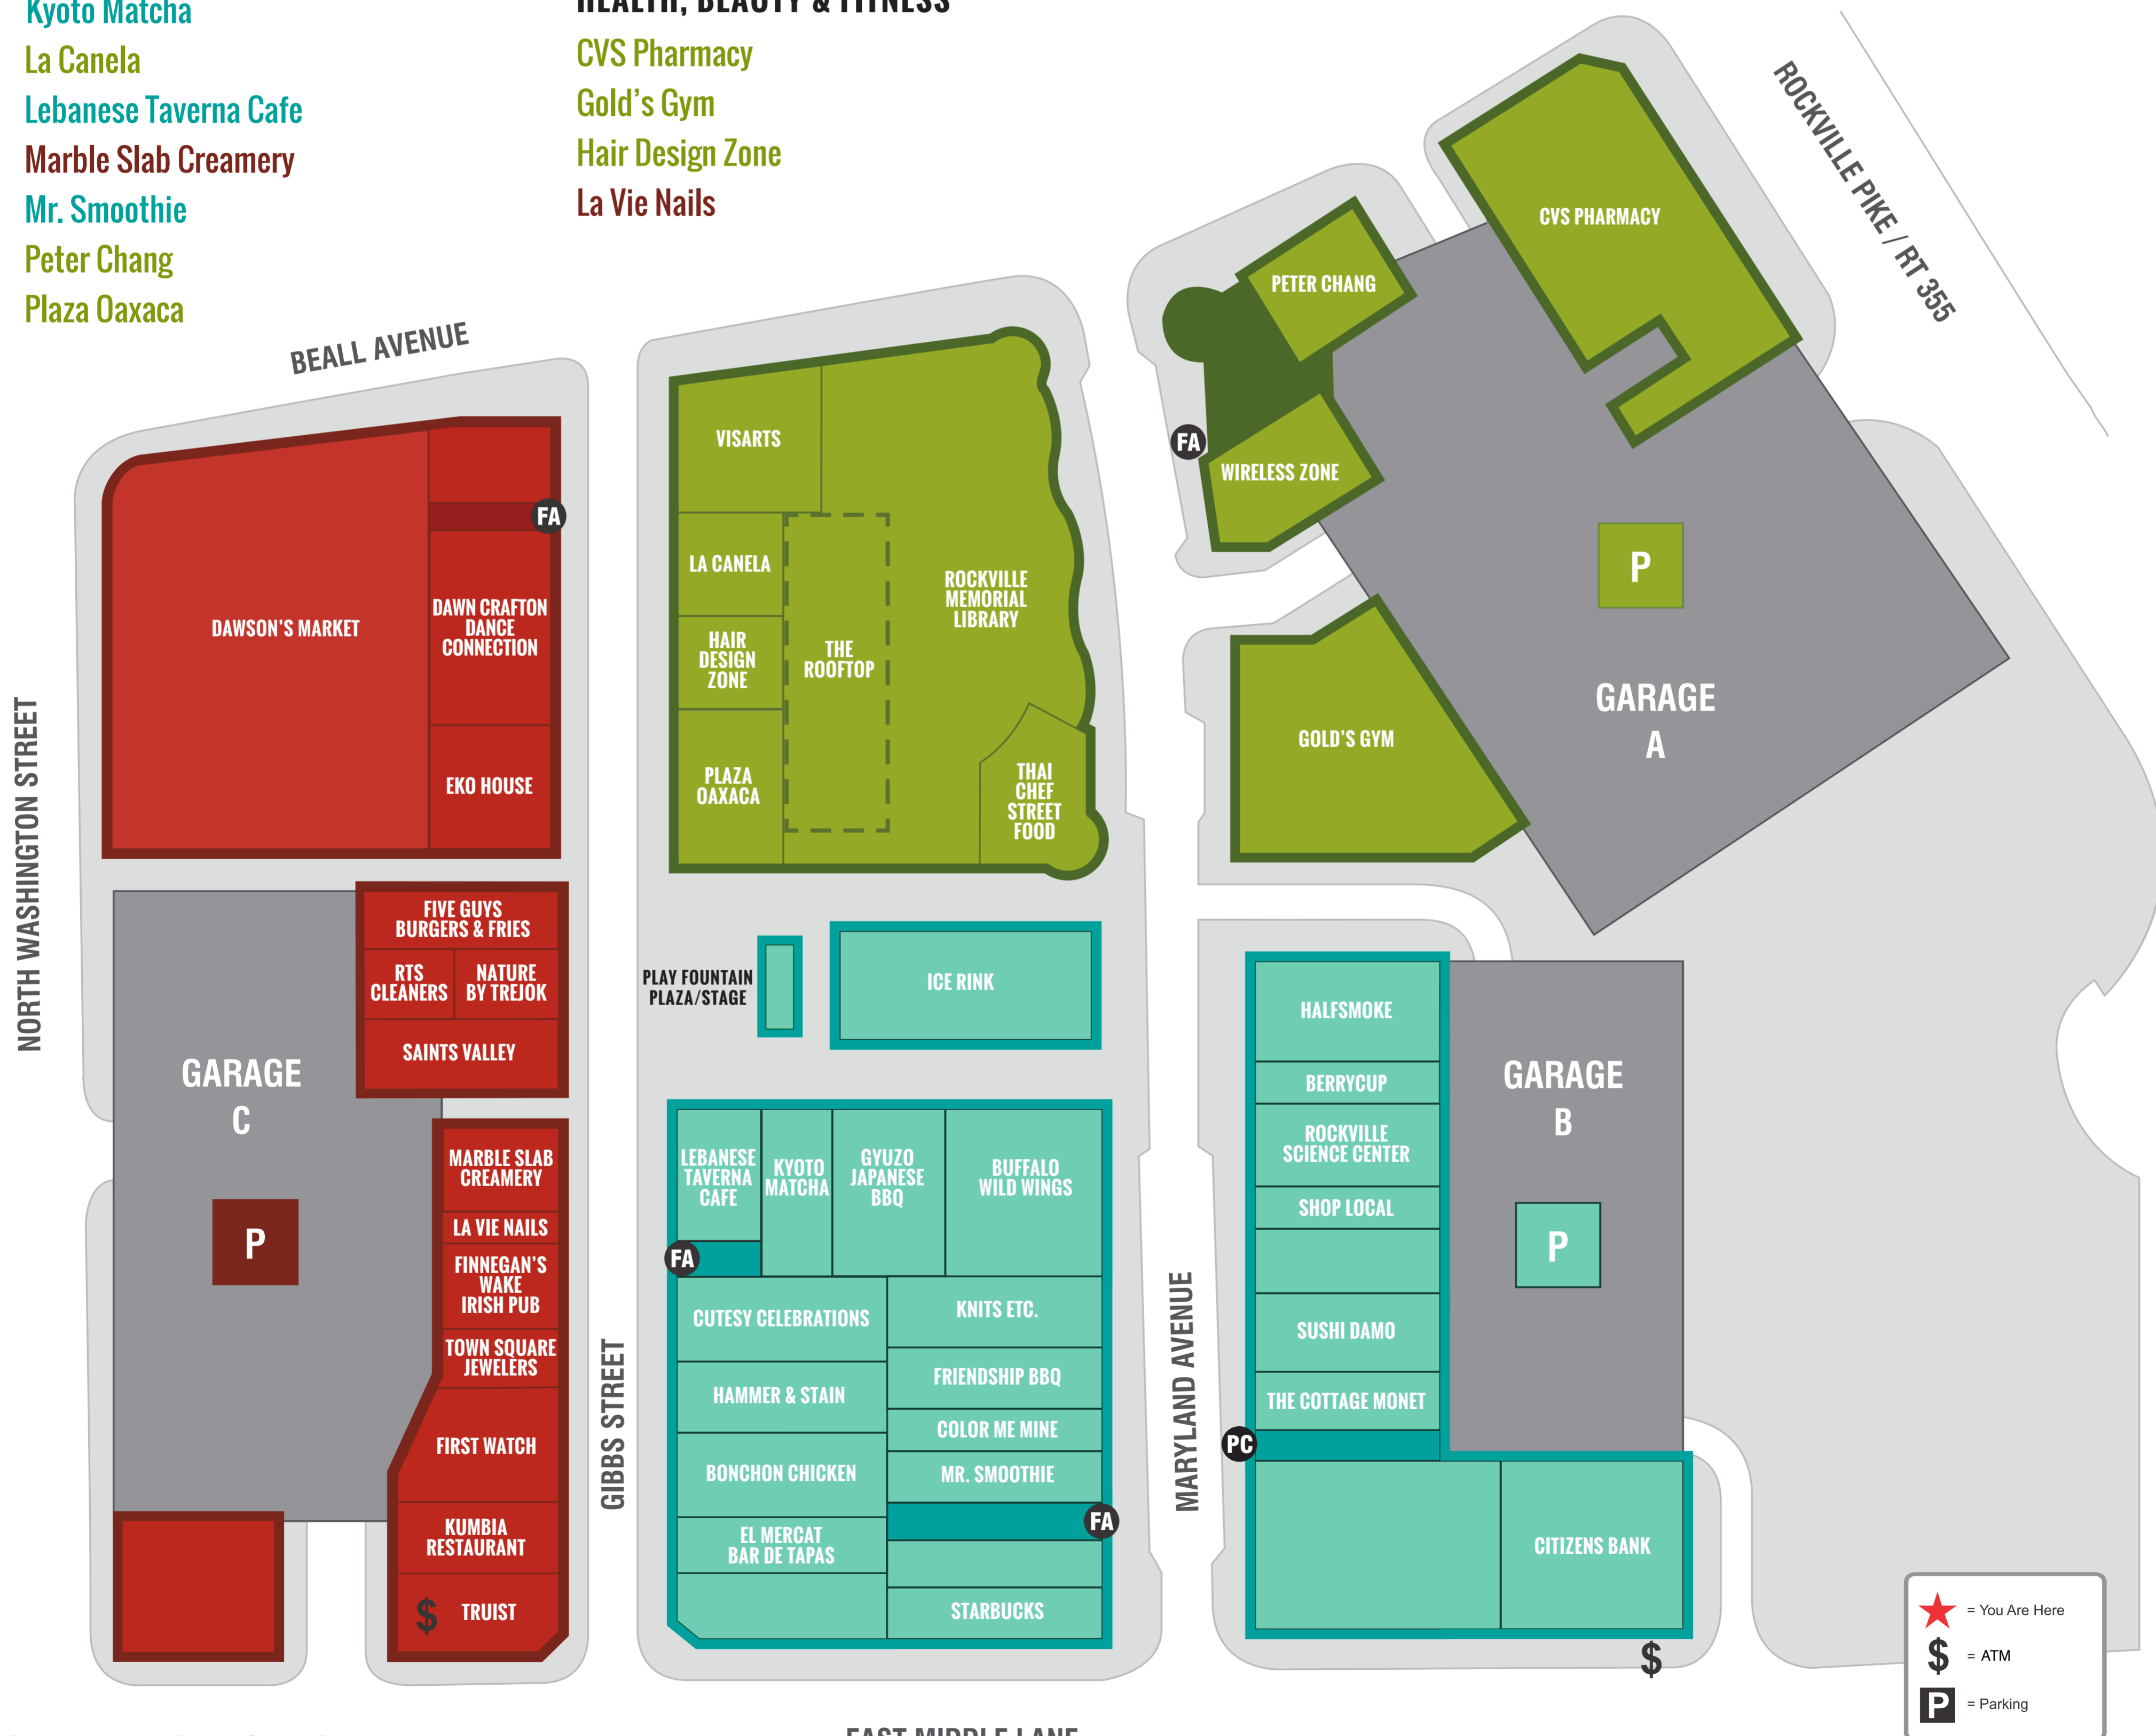 Kyoto Matcha
La Canela
Lebanese Taverna Cafe
Marble Slab Creamery
Mr. Smoothie
Peter Chang
Plaza Oaxaca
HEALTH, BEAUTY & FITNESS
CVS Pharmacy
Gold's Gym
Hair Design Zone
La Vie Nails
BEALL AVENUE
ROCKVILLE PIKE / RT 355
NORTH WASHINGTON STREET
GIBBS STREET
MARYLAND AVENUE
DAWSON'S MARKET
FA
DAWN CRAFTON
DANCE
CONNECTION
EKO HOUSE
FIVE GUYS
BURGERS & FRIES
RTS
CLEANERS
NATURE
BY TREJOK
SAINTS VALLEY
GARAGE
C
P
MARBLE SLAB
CREAMERY
LA VIE NAILS
FINNEGAN'S
WAKE
IRISH PUB
TOWN SQUARE
JEWELERS
FIRST WATCH
KUMBIA
RESTAURANT
$ TRUIST
VISARTS
LA CANELA
HAIR
DESIGN
ZONE
PLAZA
OAXACA
THE
ROOFTOP
ROCKVILLE
MEMORIAL
LIBRARY
THAI
CHEF
STREET
FOOD
PLAY FOUNTAIN
PLAZA/STAGE
ICE RINK
LEBANESE
TAVERNA
CAFE
KYOTO
MATCHA
GYUZO
JAPANESE
BBQ
BUFFALO
WILD WINGS
FA
CUTESY CELEBRATIONS
HAMMER & STAIN
BONCHON CHICKEN
EL MERCAT
BAR DE TAPAS
KNITS ETC.
FRIENDSHIP BBQ
COLOR ME MINE
MR. SMOOTHIE
FA
STARBUCKS
PETER CHANG
FA
WIRELESS ZONE
CVS PHARMACY
P
GARAGE
A
GOLD'S GYM
HALFSMOKE
BERRYCUP
ROCKVILLE
SCIENCE CENTER
SHOP LOCAL
SUSHI DAMO
THE COTTAGE MONET
PC
CITIZENS BANK
GARAGE
B
P
$
= You Are Here
$ = ATM
P = Parking
EAST MIDDLE LANE